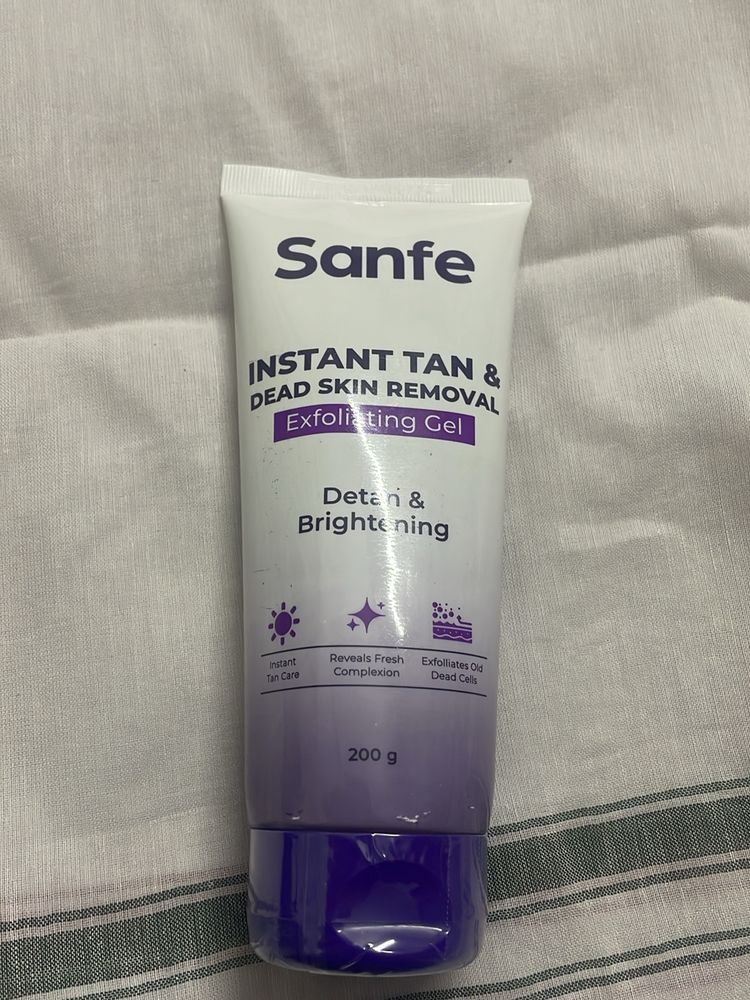 Sanfe
INSTANT TAN &
DEAD SKIN REMOVAL
Exfoliating Gel
Detan &
Brightening
Instant
Tan Care
Reveals Fresh
Complexion
Exfolliates Old
Dead Cells
200 g